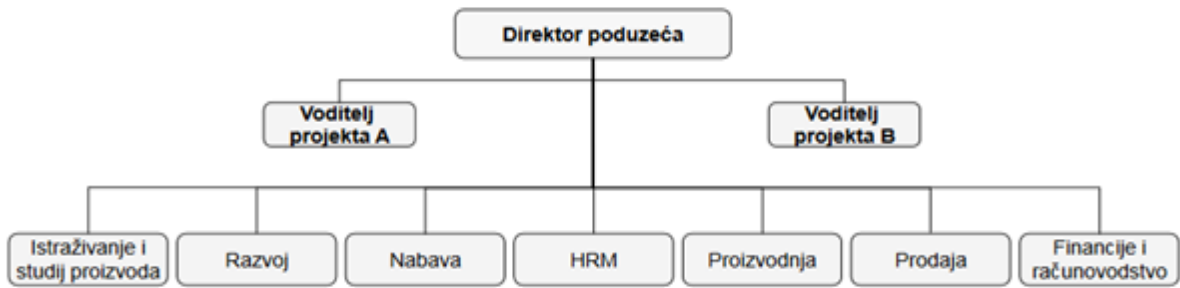 Direktor poduzeća
Voditelj
projekta A
Voditelj
projekta B
Istraživanje i
studij proizvoda
Razvoj
Nabava
HRM
Proizvodnja
Prodaja
Financije i
računovodstvo